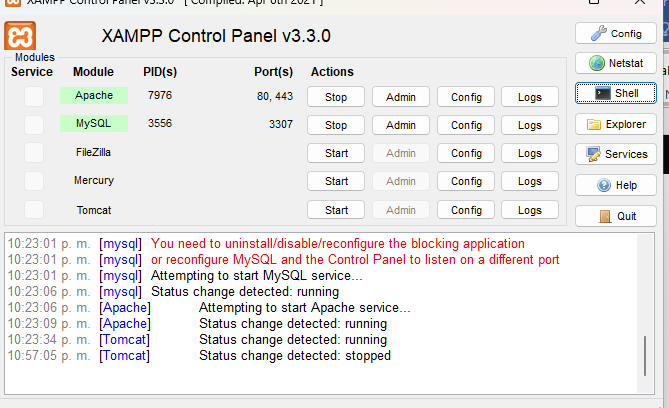 XAMPP Control Panel v3.3.0 [ Compiled: Apr 6th 2021 ]
XAMPP Control Panel v3.3.0
Config
Modules
Service Module PID(s) Port(s) Actions
Netstat
Apache 7976 80, 443 Stop Admin Config Logs
Shell
MySQL 3556 3307 Stop Admin Config Logs
Explorer
FileZilla Start Admin Config Logs
Services
Mercury Start Admin Config Logs
Help
Tomcat Start Admin Config Logs
Quit
10:23:01 p. m. [mysql] You need to uninstall/disable/reconfigure the blocking application
10:23:01 p. m. [mysql] or reconfigure MySQL and the Control Panel to listen on a different port
10:23:01 p. m. [mysql] Attempting to start MySQL service...
10:23:06 p. m. [mysql] Status change detected: running
10:23:06 p. m. [Apache] Attempting to start Apache service...
10:23:09 p. m. [Apache] Status change detected: running
10:23:34 p. m. [Tomcat] Status change detected: running
10:57:05 p. m. [Tomcat] Status change detected: stopped